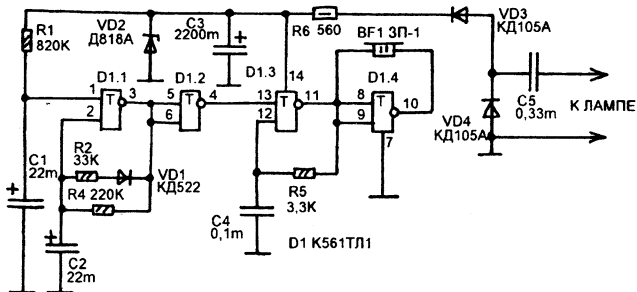 R1
820K
VD2
Д818А
C3
2200m
R6 560
VD3
КД105А
BF1 ЗП-1
D1.1
D1.2
D1.3
D1.4
14
1
2
3
5
6
4
13
12
11
8
9
10
7
T
T
T
T
C5
0,33m
К ЛАМПЕ
VD4
КД105А
R2
33K
VD1
КД522
R4 220K
R5
3,3K
C1
22m
C4
0,1m
D1 К561ТЛ1
C2
22m
+
+
+